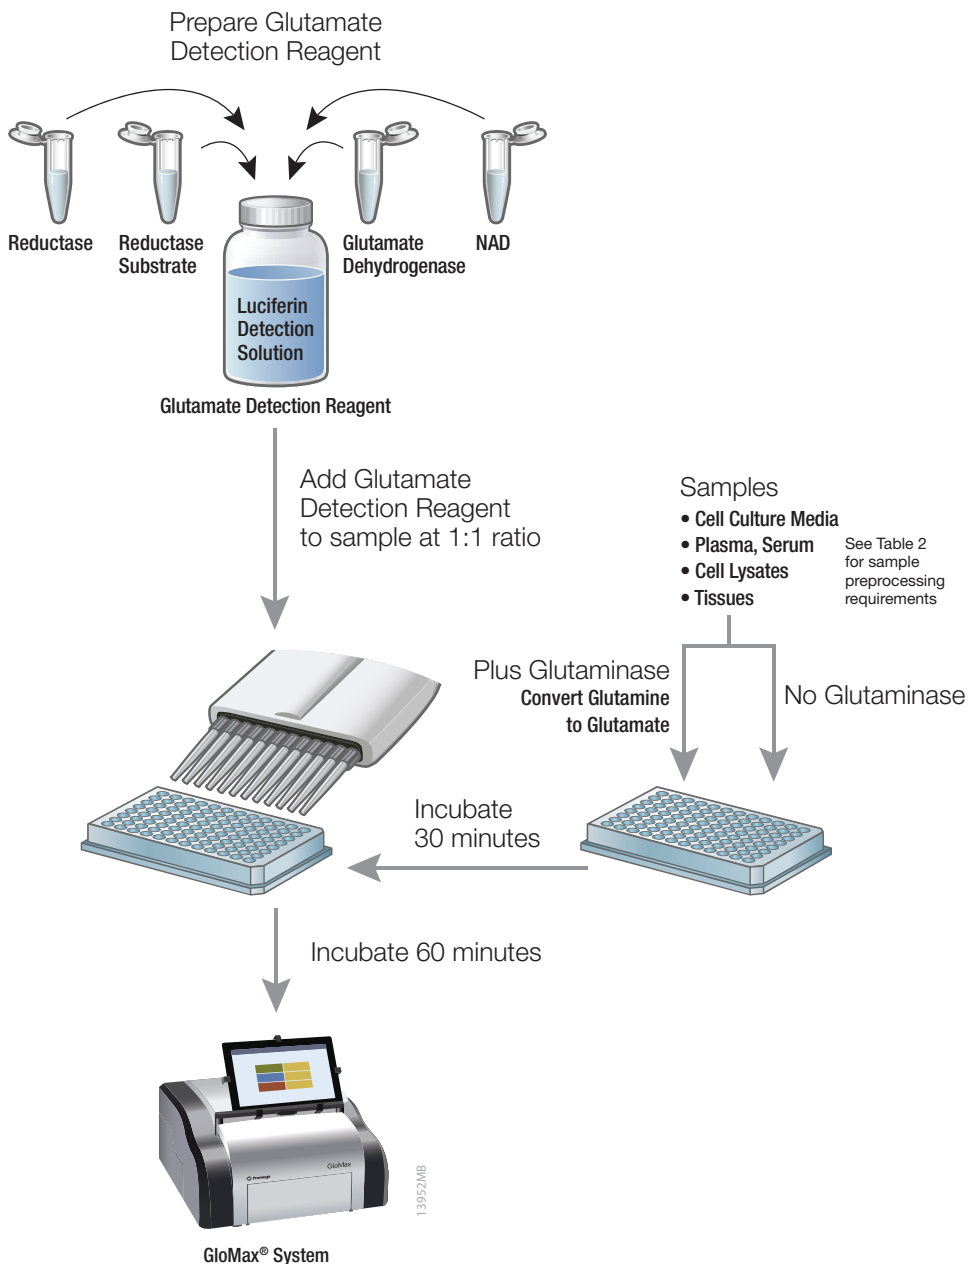 Prepare Glutamate
Detection Reagent
Reductase
Reductase
Substrate
Glutamate
Dehydrogenase
NAD
Luciferin
Detection
Solution
Glutamate Detection Reagent
Add Glutamate
Detection Reagent
to sample at 1:1 ratio
Samples
• Cell Culture Media
• Plasma, Serum
• Cell Lysates
• Tissues
See Table 2
for sample
preprocessing
requirements
Plus Glutaminase
Convert Glutamine
to Glutamate
No Glutaminase
Incubate
30 minutes
Incubate 60 minutes
Promega
GloMax
13952MB
GloMax® System